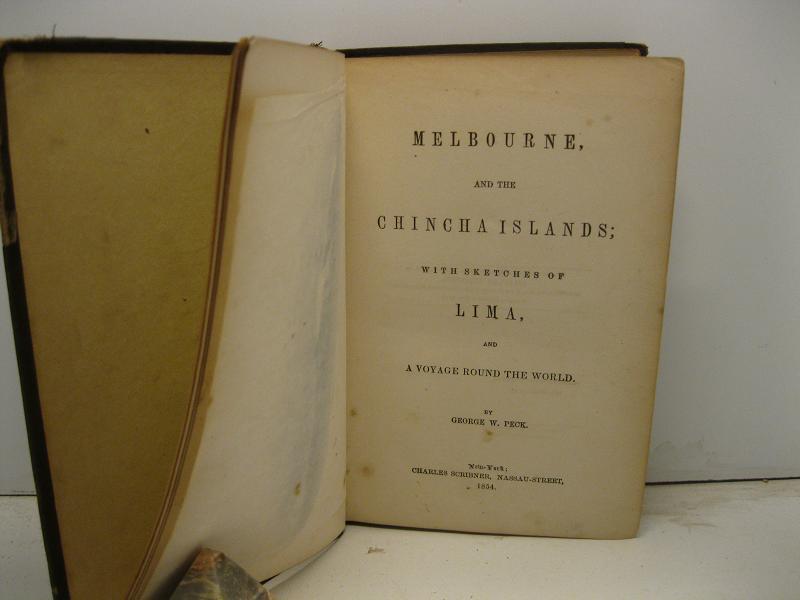 MELBOURNE,
AND THE
CHINCHA ISLANDS;
WITH SKETCHES OF
LIMA,
AND
A VOYAGE ROUND THE WORLD.
BY
GEORGE W. PECK.
New-York;
CHARLES SCRIBNER, NASSAU-STREET,
1854.